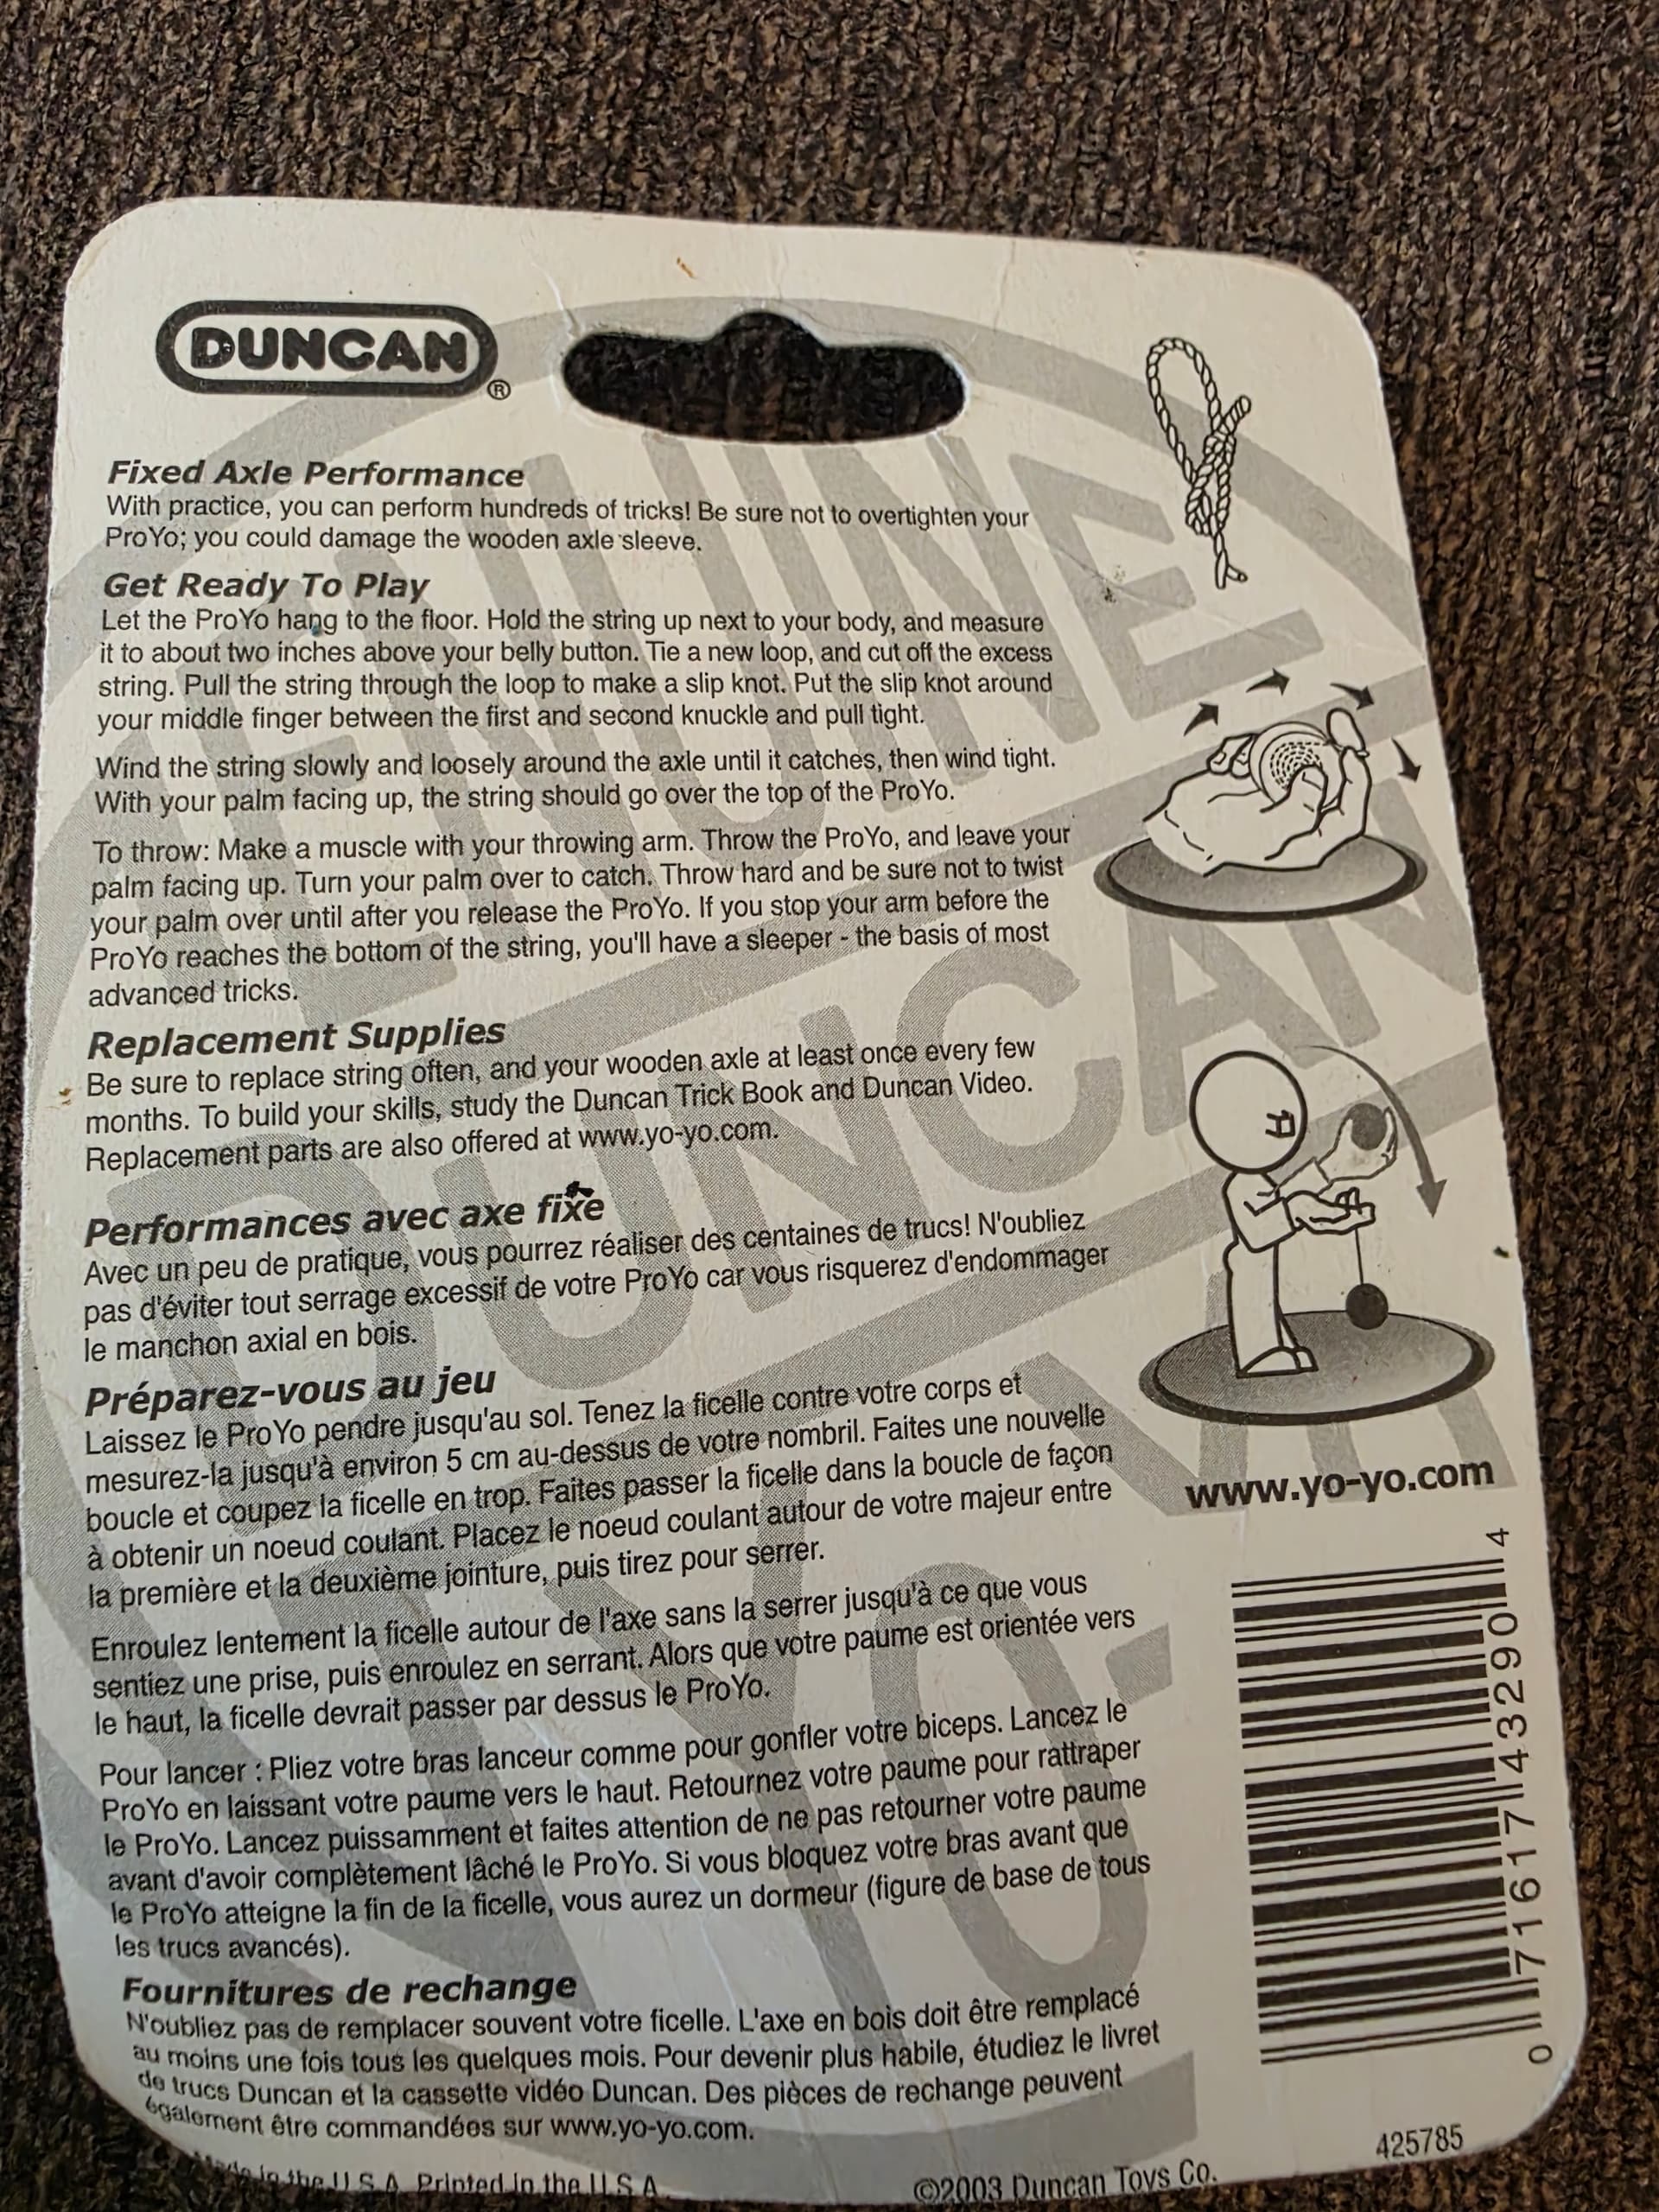 DUNCAN®
Fixed Axle Performance
With practice, you can perform hundreds of tricks! Be sure not to overtighten your
ProYo; you could damage the wooden axle sleeve.
Get Ready To Play
Let the ProYo hang to the floor. Hold the string up next to your body, and measure
it to about two inches above your belly button. Tie a new loop, and cut off the excess
string. Pull the string through the loop to make a slip knot. Put the slip knot around
your middle finger between the first and second knuckle and pull tight.
Wind the string slowly and loosely around the axle until it catches, then wind tight.
With your palm facing up, the string should go over the top of the ProYo.
To throw: Make a muscle with your throwing arm. Throw the ProYo, and leave your
palm facing up. Turn your palm over to catch. Throw hard and be sure not to twist
your palm over until after you release the ProYo. If you stop your arm before the
ProYo reaches the bottom of the string, you'll have a sleeper - the basis of most
advanced tricks.
Replacement Supplies
Be sure to replace string often, and your wooden axle at least once every few
months. To build your skills, study the Duncan Trick Book and Duncan Video.
Replacement parts are also offered at www.yo-yo.com.
Performances avec axe fixe
Avec un peu de pratique, vous pourrez réaliser des centaines de trucs! N'oubliez
pas d'éviter tout serrage excessif de votre ProYo car vous risquerez d'endommager
le manchon axial en bois.
Préparez-vous au jeu
Laissez le ProYo pendre jusqu'au sol. Tenez la ficelle contre votre corps et
mesurez-la jusqu'à environ 5 cm au-dessus de votre nombril. Faites une nouvelle
boucle et coupez la ficelle en trop. Faites passer la ficelle dans la boucle de façon
à obtenir un noeud coulant. Placez le noeud coulant autour de votre majeur entre
la première et la deuxième jointure, puis tirez pour serrer.
Enroulez lentement la ficelle autour de l'axe sans la serrer jusqu'à ce que vous
sentiez une prise, puis enroulez en serrant. Alors que votre paume est orientée vers
le haut, la ficelle devrait passer par dessus le ProYo.
Pour lancer : Pliez votre bras lanceur comme pour gonfler votre biceps. Lancez le
ProYo en laissant votre paume vers le haut. Retournez votre paume pour rattraper
le ProYo. Lancez puissamment et faites attention de ne pas retourner votre paume
avant d'avoir complètement lâché le ProYo. Si vous bloquez votre bras avant que
le ProYo atteigne la fin de la ficelle, vous aurez un dormeur (figure de base de tous
les trucs avancés).
Fournitures de rechange
N'oubliez pas de remplacer souvent votre ficelle. L'axe en bois doit être remplacé
au moins une fois tous les quelques mois. Pour devenir plus habile, étudiez le livret
de trucs Duncan et la cassette vidéo Duncan. Des pièces de rechange peuvent
également être commandées sur www.yo-yo.com.
Made in the U.S.A. Printed in the U.S.A.
©2003 Duncan Toys Co.
www.yo-yo.com
0 71617 43290 4
425785
GENUINE
DUNCAN
YO-YO